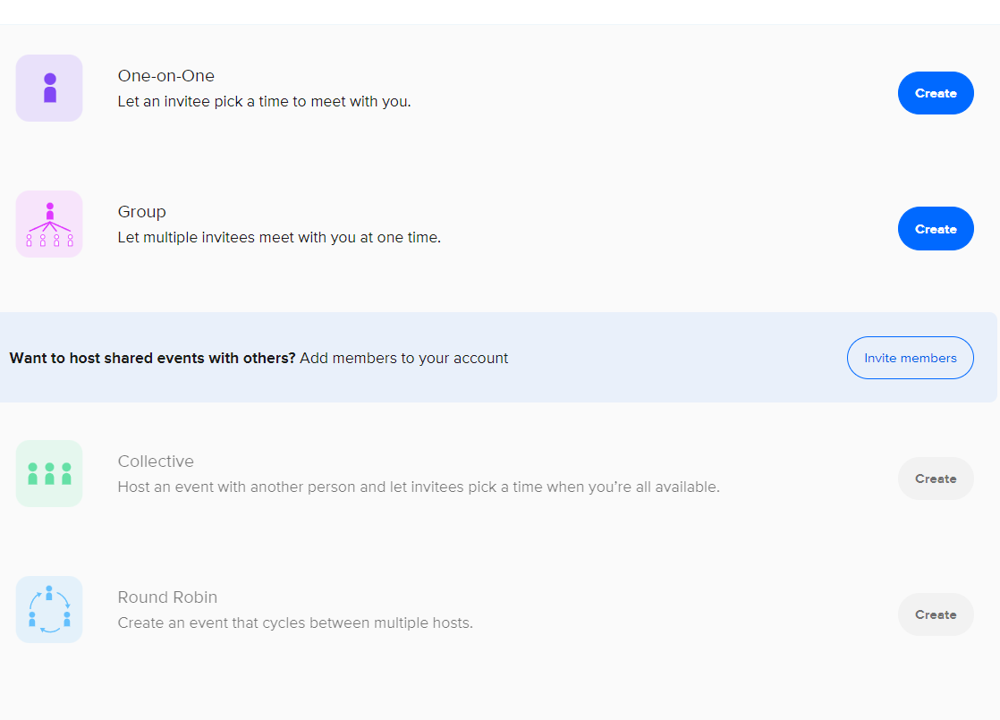 One-on-One
Let an invitee pick a time to meet with you.
Create
Group
Let multiple invitees meet with you at one time.
Create
Want to host shared events with others? Add members to your account
Invite members
Collective
Host an event with another person and let invitees pick a time when you’re all available.
Create
Round Robin
Create an event that cycles between multiple hosts.
Create